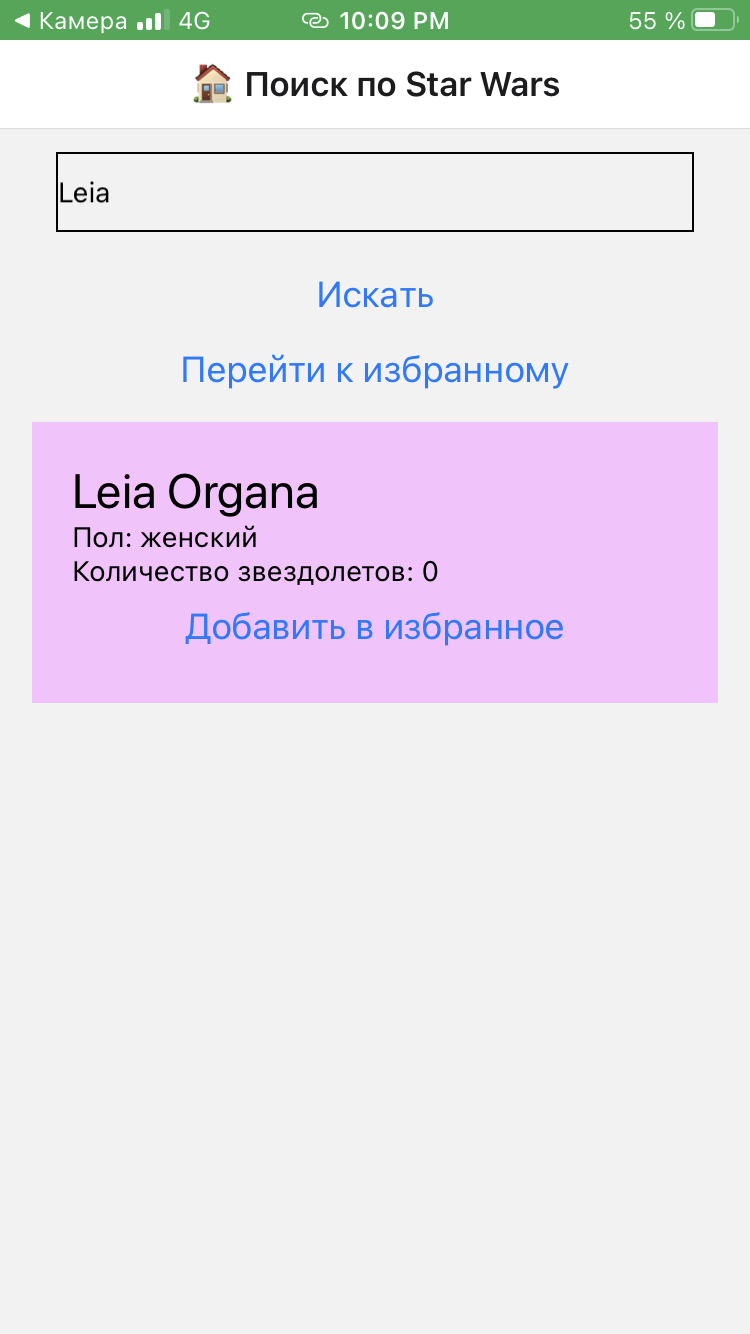 ◀ Камера 4G 10:09 PM 55 %
🏠 Поиск по Star Wars
Leia
Искать
Перейти к избранному
Leia Organa
Пол: женский
Количество звездолетов: 0
Добавить в избранное